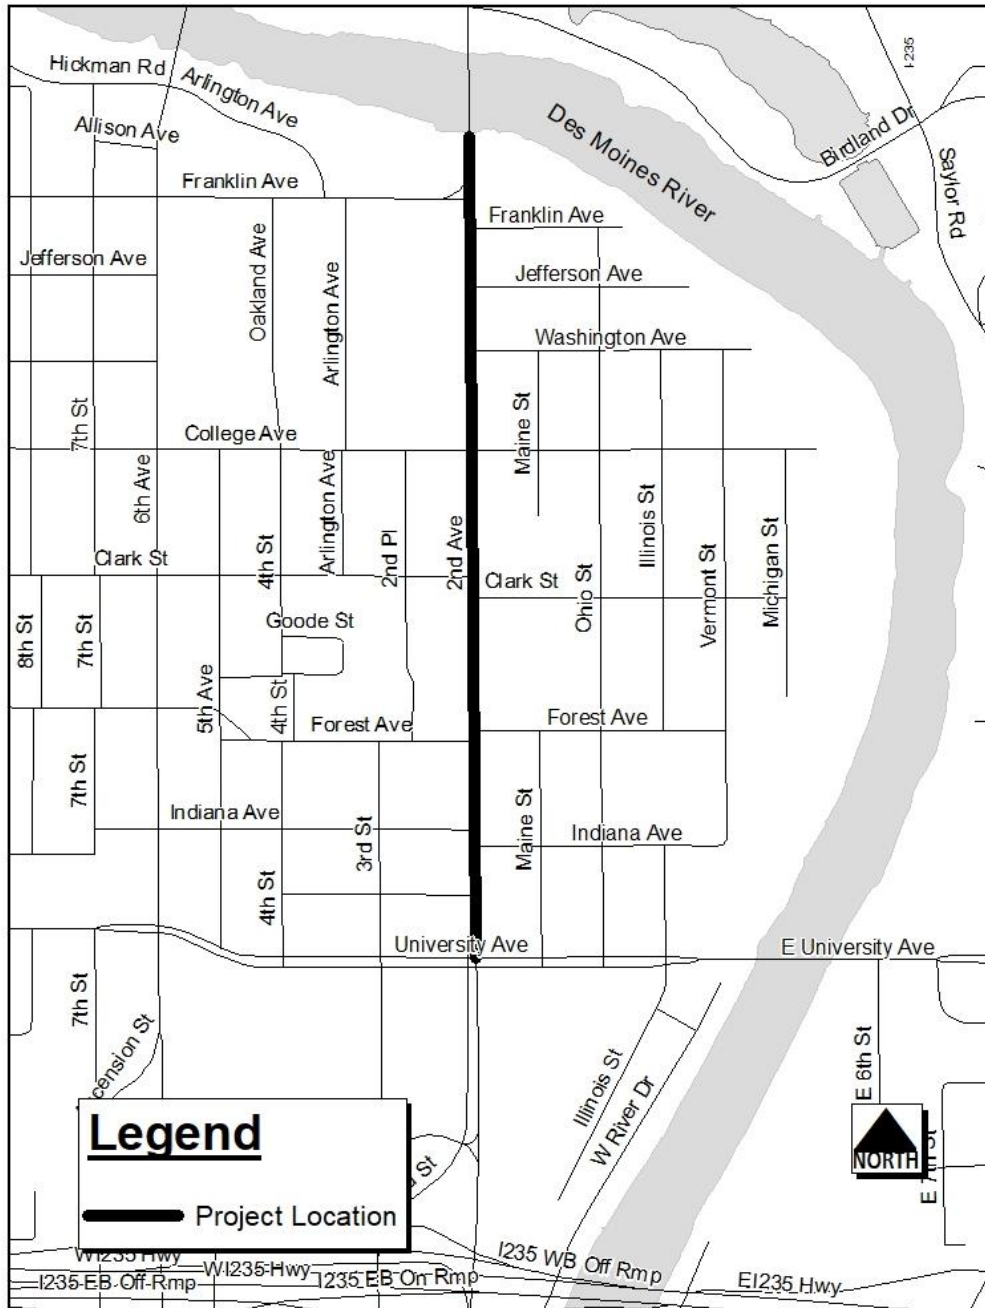 Hickman Rd
Arlington Ave
Allison Ave
I-235
Des Moines River
Birdland Dr
Saylor Rd
Franklin Ave
Franklin Ave
Jefferson Ave
Oakland Ave
Arlington Ave
Jefferson Ave
Washington Ave
7th St
College Ave
Maine St
6th Ave
Arlington Ave
Illinois St
Clark St
4th St
2nd Pl
2nd Ave
Clark St
Ohio St
Vermont St
Michigan St
8th St
7th St
Goode St
5th Ave
4th St
Forest Ave
Forest Ave
7th St
Indiana Ave
3rd St
Maine St
Indiana Ave
4th St
University Ave
E University Ave
7th St
Illinois St
W River Dr
E 6th St
NORTH
E 7th St
Legend
Project Location
W I235 Hwy
W I235 Hwy
I235 EB Off Rmp
I235 EB On Rmp
I235 WB Off Rmp
E I235 Hwy